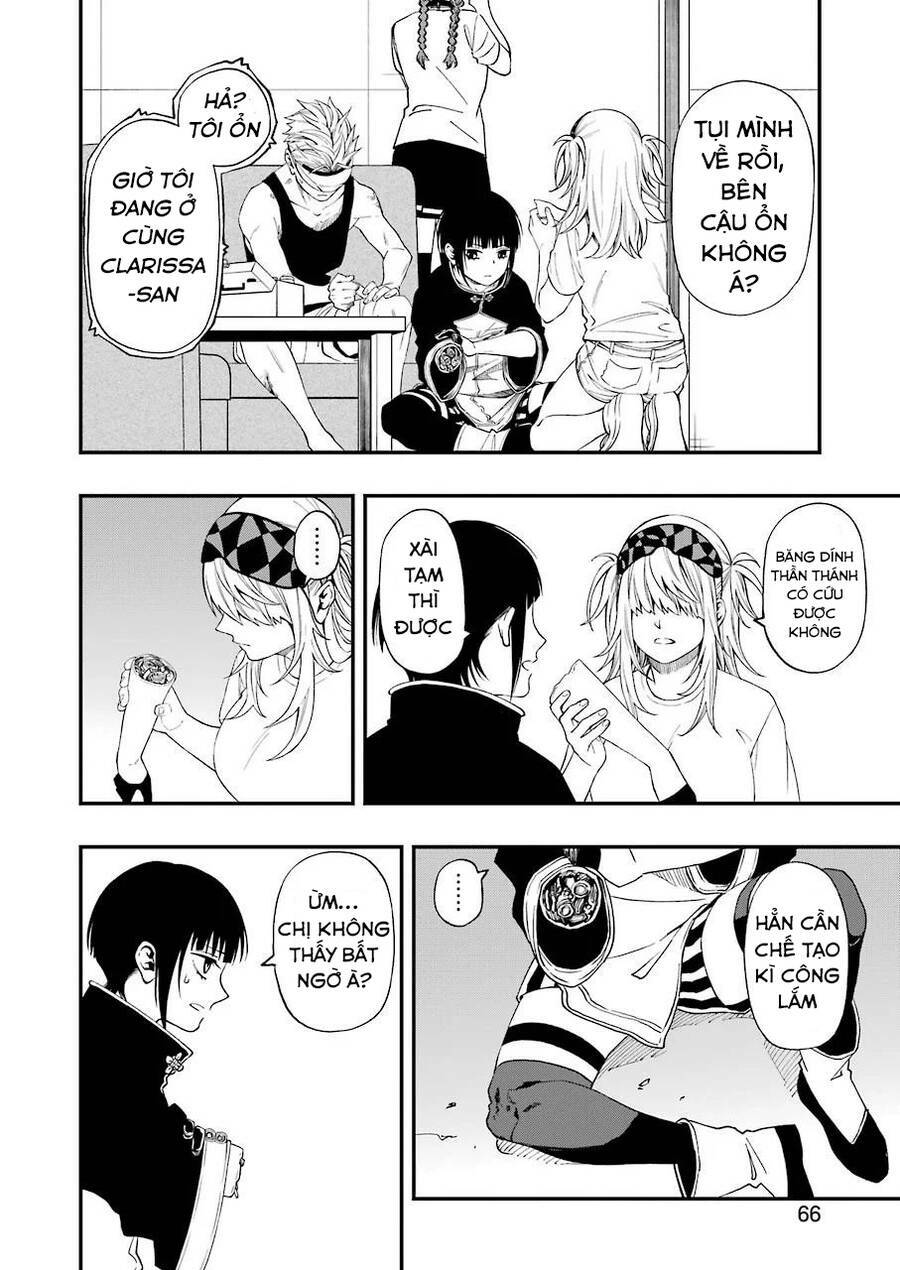 TỤI MÌNH
VỀ RỒI,
BÊN
CẬU ỔN
KHÔNG
Á?
HẢ?
TÔI ỔN
GIỜ TÔI
ĐANG Ở
CÙNG
CLARISSA
-SAN
BĂNG DÍNH
THẦN THÁNH
CÓ CỨU
ĐƯỢC
KHÔNG
XÀI
TẠM
THÌ
ĐƯỢC
......
HẲN CẦN
CHẾ TẠO
KÌ CÔNG
LẮM
......
ỪM...
CHỊ KHÔNG
THẤY BẤT
NGỜ À?
66